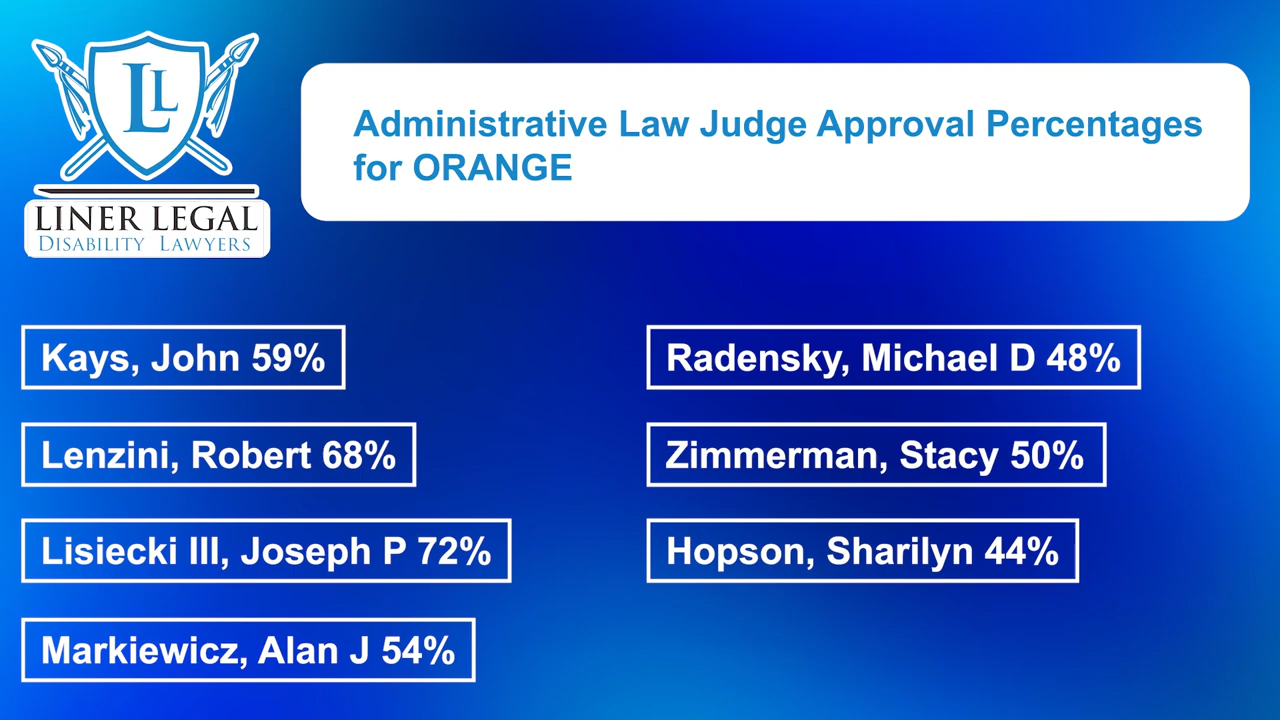 LL
LINER LEGAL
DISABILITY LAWYERS
Administrative Law Judge Approval Percentages
for ORANGE
Kays, John 59%
Lenzini, Robert 68%
Lisiecki III, Joseph P 72%
Markiewicz, Alan J 54%
Radensky, Michael D 48%
Zimmerman, Stacy 50%
Hopson, Sharilyn 44%